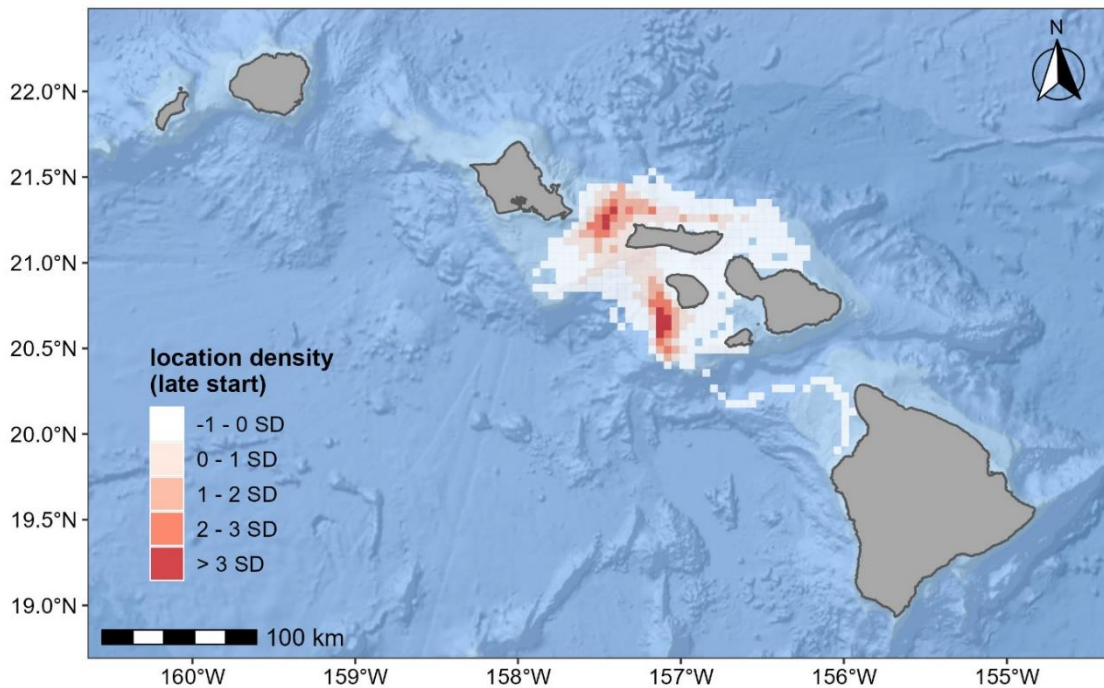 N
22.0°N
21.5°N
21.0°N
20.5°N
20.0°N
19.5°N
19.0°N
location density
(late start)
-1 - 0 SD
0 - 1 SD
1 - 2 SD
2 - 3 SD
> 3 SD
100 km
160°W
159°W
158°W
157°W
156°W
155°W